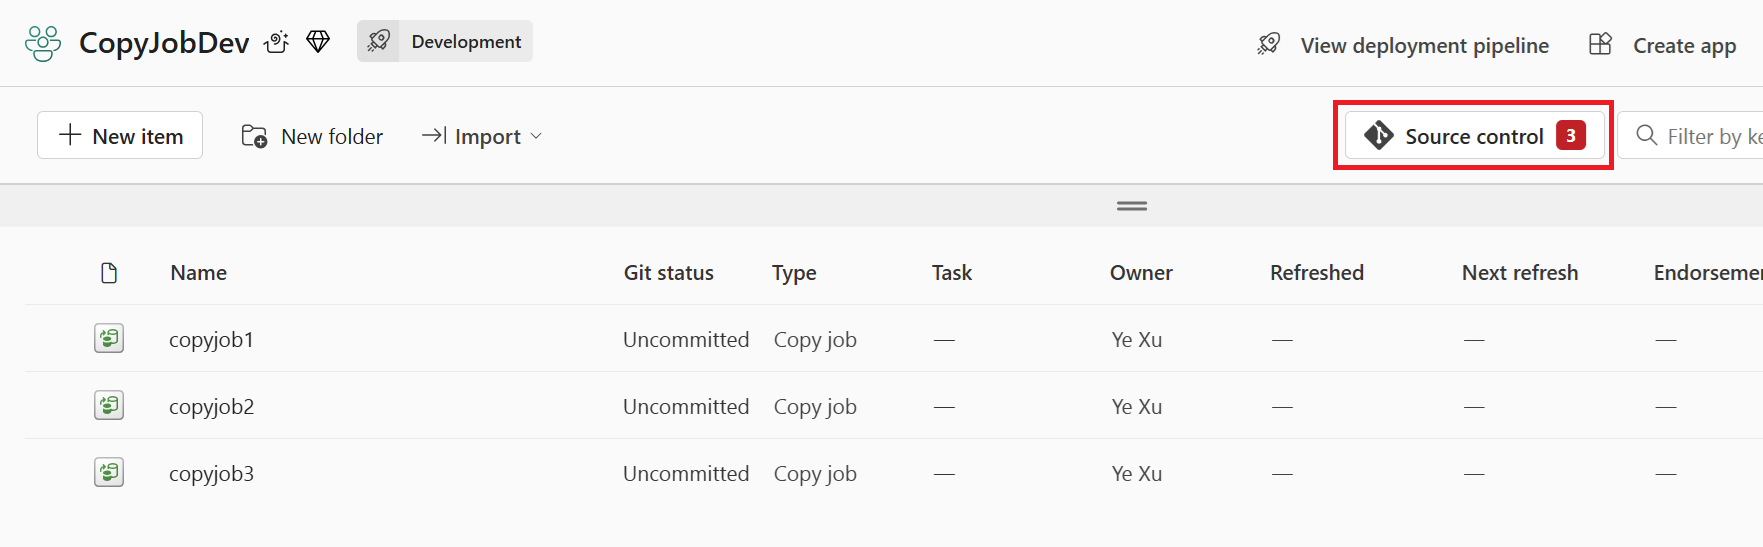 CopyJobDev Development View deployment pipeline Create app
New item New folder Import Source control 3 Filter by ke
Name Git status Type Task Owner Refreshed Next refresh Endorsemen
copyjob1 Uncommitted Copy job — Ye Xu — — —
copyjob2 Uncommitted Copy job — Ye Xu — — —
copyjob3 Uncommitted Copy job — Ye Xu — — —